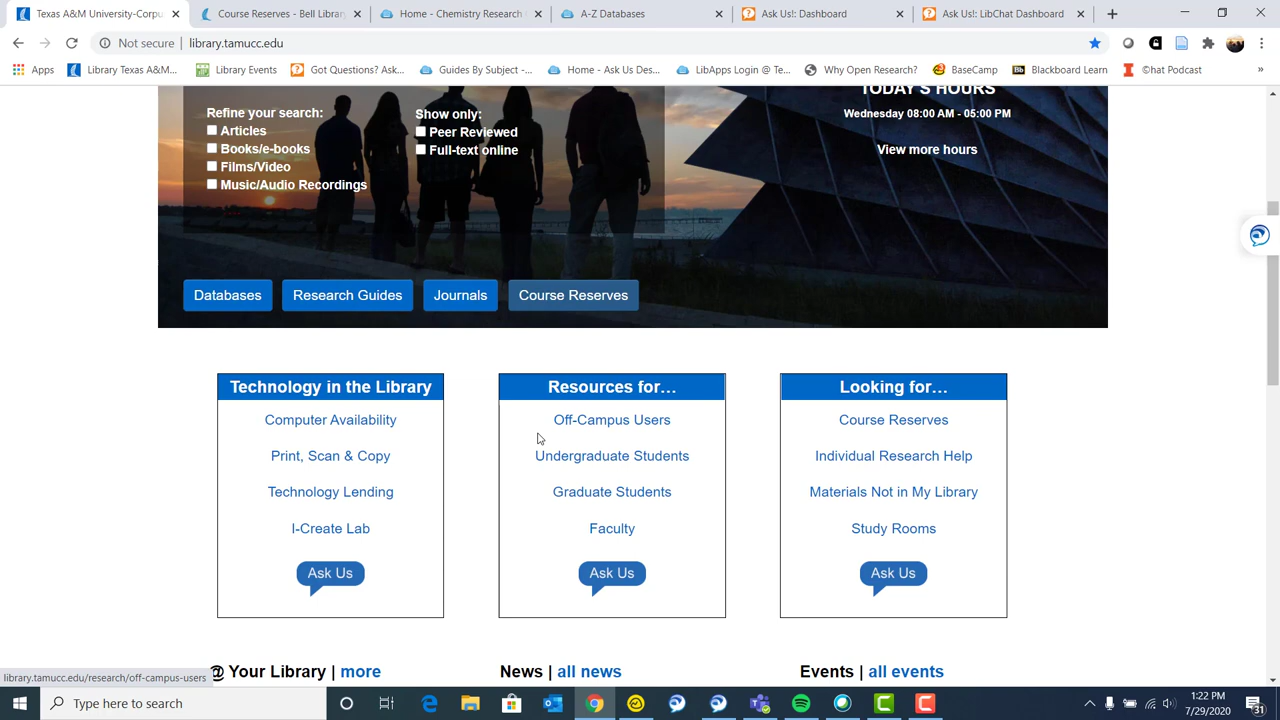 Texas A&M University-Corpu
Course Reserves - Bell Library
Home - Chemistry Research
A-Z Databases
Ask Us!: Dashboard
Ask Us!: LibChat Dashboard
Not secure | library.tamucc.edu
Apps
Library Texas A&M...
Library Events
Got Questions? Ask...
Guides By Subject -...
Home - Ask Us Des...
LibApps Login @ Te...
Why Open Research?
BaseCamp
Bb Blackboard Learn
©hat Podcast
»
TODAY'S HOURS
Wednesday 08:00 AM - 05:00 PM
View more hours
Refine your search:
Articles
Books/e-books
Films/Video
Music/Audio Recordings
Show only:
Peer Reviewed
Full-text online
Databases
Research Guides
Journals
Course Reserves
Technology in the Library
Computer Availability
Print, Scan & Copy
Technology Lending
I-Create Lab
Ask Us
Resources for…
Off-Campus Users
Undergraduate Students
Graduate Students
Faculty
Ask Us
Looking for…
Course Reserves
Individual Research Help
Materials Not in My Library
Study Rooms
Ask Us
@ Your Library | more
News | all news
Events | all events
library.tamucc.edu/research/off-campus-users
Type here to search
1:22 PM
7/29/2020
31